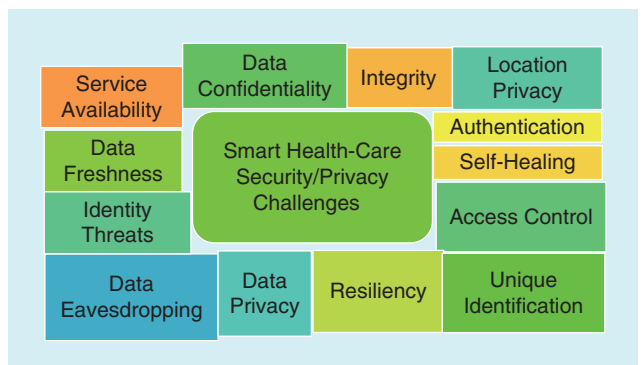 Service
Availability
Data
Confidentiality
Integrity
Location
Privacy
Authentication
Data
Freshness
Smart Health-Care
Security/Privacy
Challenges
Self-Healing
Identity
Threats
Access Control
Data
Eavesdropping
Data
Privacy
Resiliency
Unique
Identification